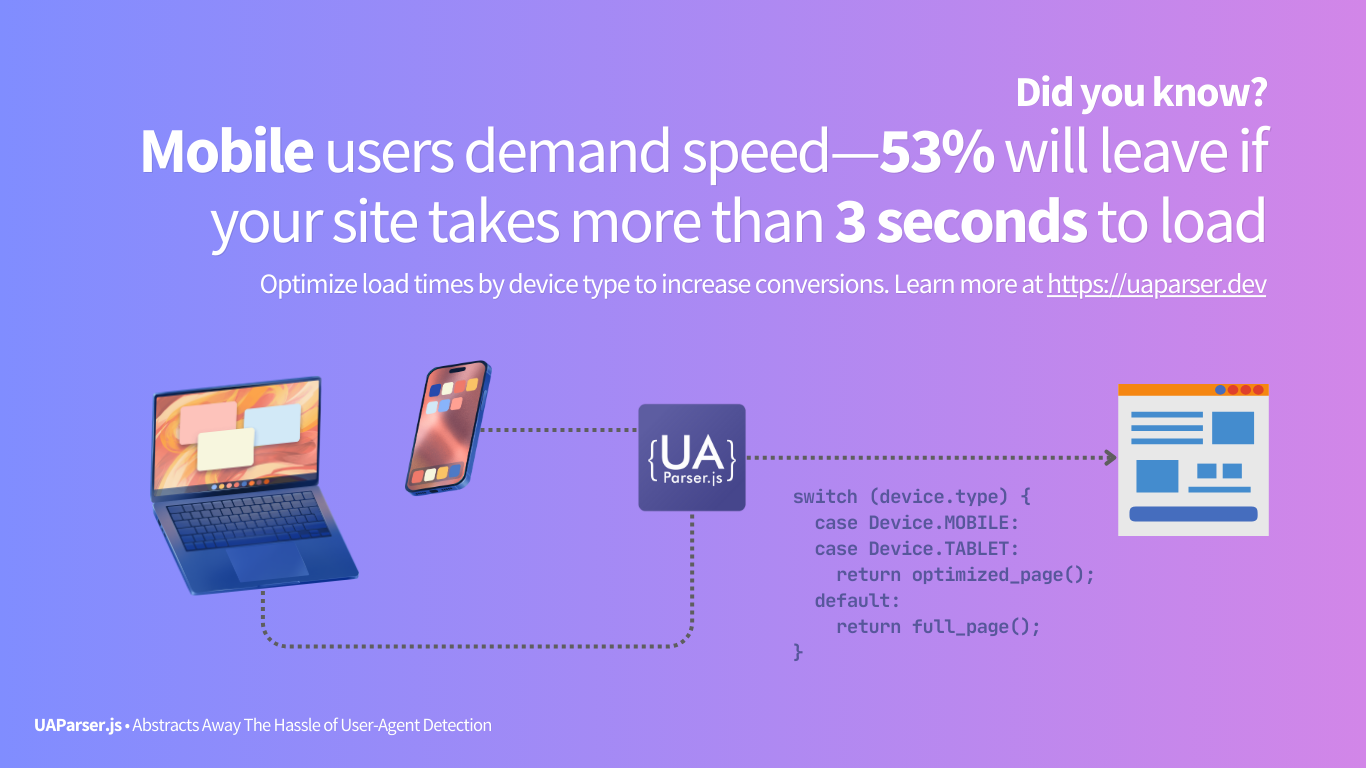 Did you know?
Mobile users demand speed—53% will leave if
your site takes more than 3 seconds to load
Optimize load times by device type to increase conversions. Learn more at https://uaparser.dev
{UA}
Parser.js
switch (device.type) {
  case Device.MOBILE:
  case Device.TABLET:
    return optimized_page();
  default:
    return full_page();
}
UAParser.js • Abstracts Away The Hassle of User-Agent Detection